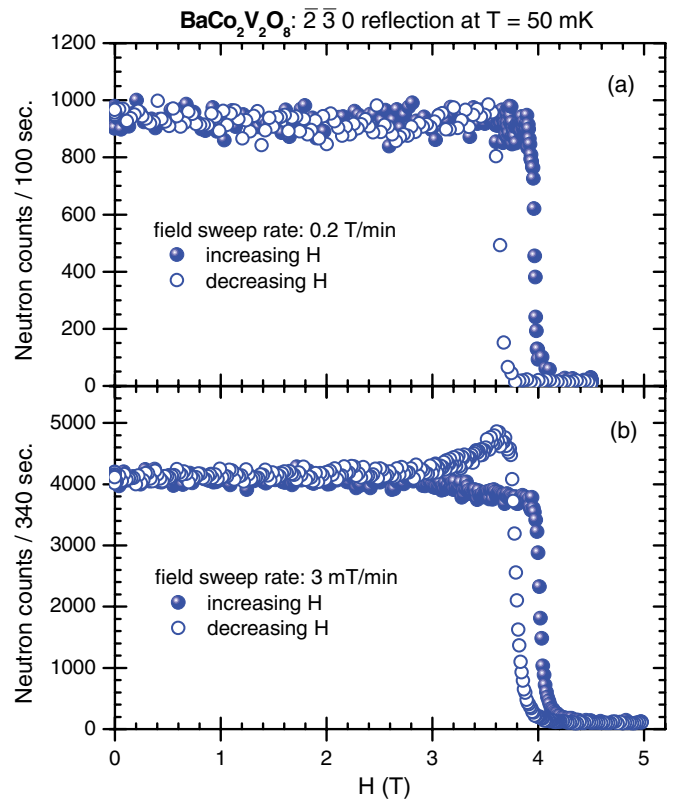 BaCo₂V₂O₈: 2̅ 3̅ 0 reflection at T = 50 mK
1200
1000
800
600
400
200
0
Neutron counts / 100 sec.
(a)
field sweep rate: 0.2 T/min
increasing H
decreasing H
5000
4000
3000
2000
1000
0
Neutron counts / 340 sec.
(b)
field sweep rate: 3 mT/min
increasing H
decreasing H
0 1 2 3 4 5
H (T)